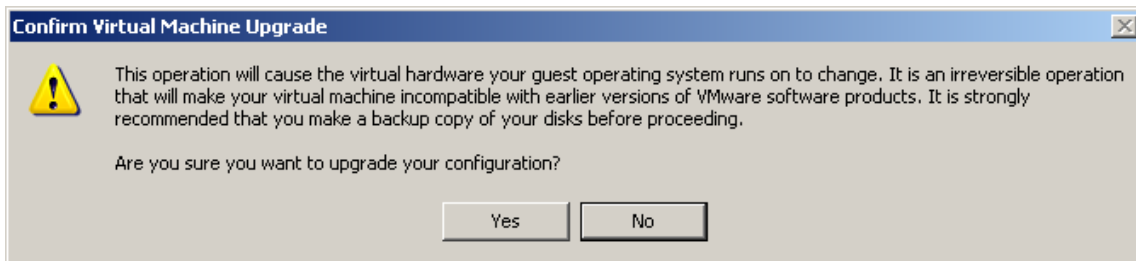 Confirm Virtual Machine Upgrade
This operation will cause the virtual hardware your guest operating system runs on to change. It is an irreversible operation
that will make your virtual machine incompatible with earlier versions of VMware software products. It is strongly
recommended that you make a backup copy of your disks before proceeding.
Are you sure you want to upgrade your configuration?
Yes No